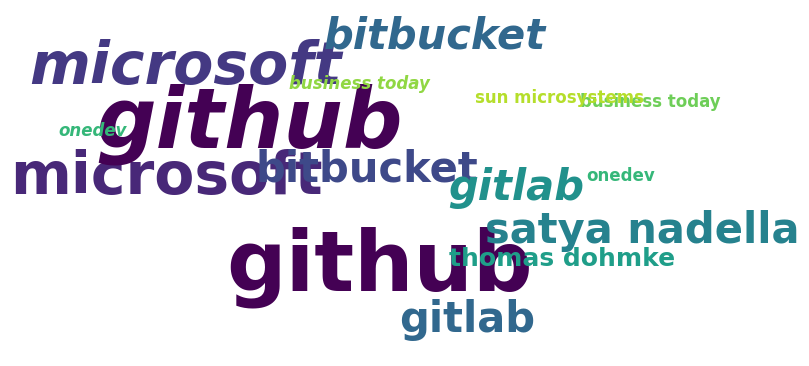 bitbucket
microsoft
business today
sun microsystems
business today
github
onedev
microsoft
bitbucket
onedev
gitlab
satya nadella
thomas dohmke
github
gitlab